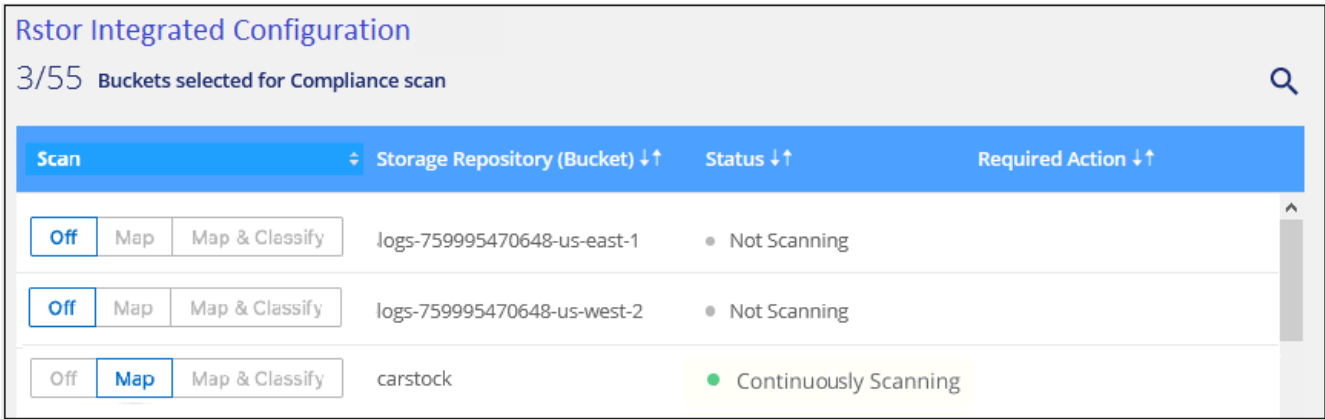 Rstor Integrated Configuration
3/55 Buckets selected for Compliance scan
Scan Storage Repository (Bucket) ↓↑ Status ↓↑ Required Action ↓↑
Off Map Map & Classify logs-759995470648-us-east-1 Not Scanning
Off Map Map & Classify logs-759995470648-us-west-2 Not Scanning
Off Map Map & Classify carstock Continuously Scanning